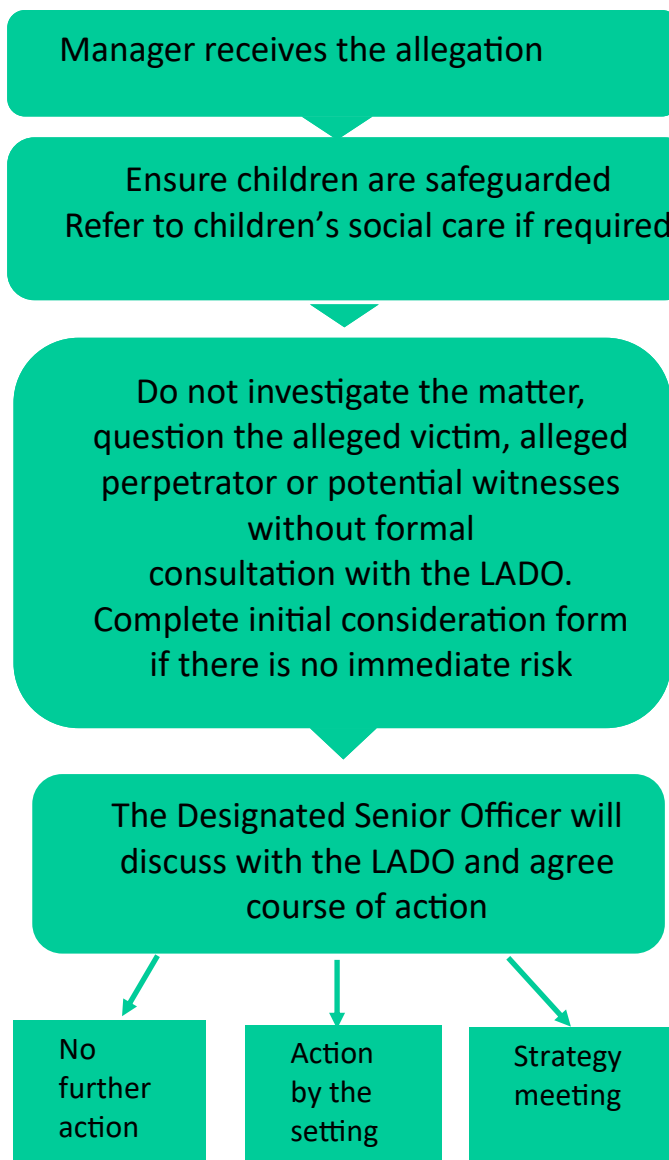 Manager receives the allegation
Ensure children are safeguarded
Refer to children’s social care if required
Do not investigate the matter,
question the alleged victim, alleged
perpetrator or potential witnesses
without formal
consultation with the LADO.
Complete initial consideration form
if there is no immediate risk
The Designated Senior Officer will
discuss with the LADO and agree
course of action
No
further
action
Action
by the
setting
Strategy
meeting